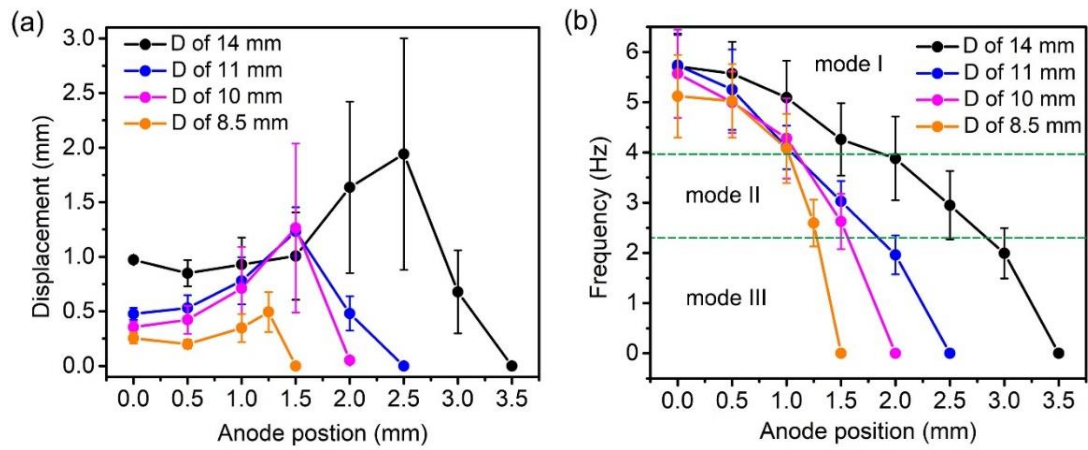 (a)
3.0
2.5
2.0
1.5
1.0
0.5
0.0
Displacement (mm)
D of 14 mm
D of 11 mm
D of 10 mm
D of 8.5 mm
0.0 0.5 1.0 1.5 2.0 2.5 3.0 3.5
Anode postion (mm)
(b)
6
5
4
3
2
1
0
Frequency (Hz)
mode I
mode II
mode III
D of 14 mm
D of 11 mm
D of 10 mm
D of 8.5 mm
0.0 0.5 1.0 1.5 2.0 2.5 3.0 3.5
Anode position (mm)